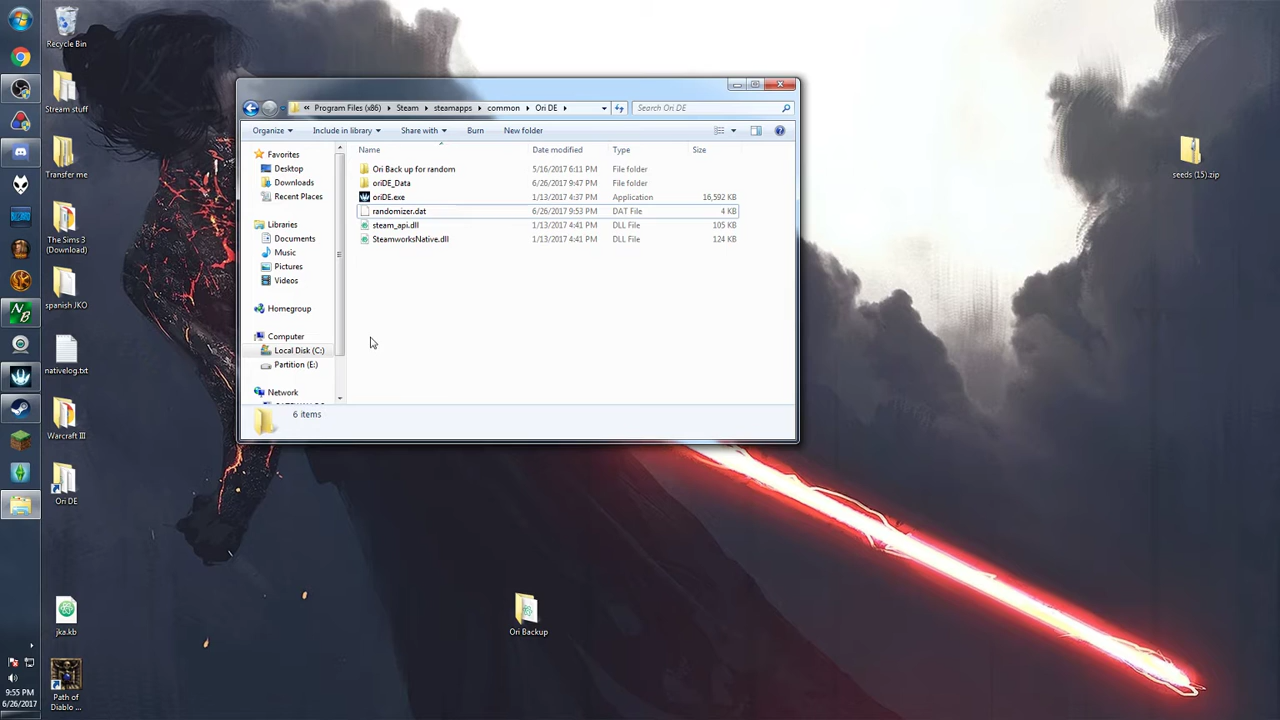 Recycle Bin
Stream stuff
Transfer me
The Sims 3
(Download)
spanish JKO
nativelog.txt
Warcraft III
Ori DE
jka.kb
Path of
Diablo ...
9:55 PM
6/26/2017
« Program Files (x86) Steam steamapps common Ori DE
Search Ori DE
Organize Include in library Share with Burn New folder
Favorites
Desktop
Downloads
Recent Places
Libraries
Documents
Music
Pictures
Videos
Homegroup
Computer
Local Disk (C:)
Partition (E:)
Network
Name Date modified Type Size
Ori Back up for random 5/16/2017 6:11 PM File folder
oriDE_Data 6/26/2017 9:47 PM File folder
oriDE.exe 1/13/2017 4:37 PM Application 16,592 KB
randomizer.dat 6/26/2017 9:53 PM DAT File 4 KB
steam_api.dll 1/13/2017 4:41 PM DLL File 105 KB
SteamworksNative.dll 1/13/2017 4:41 PM DLL File 124 KB
6 items
Ori Backup
seeds (15).zip